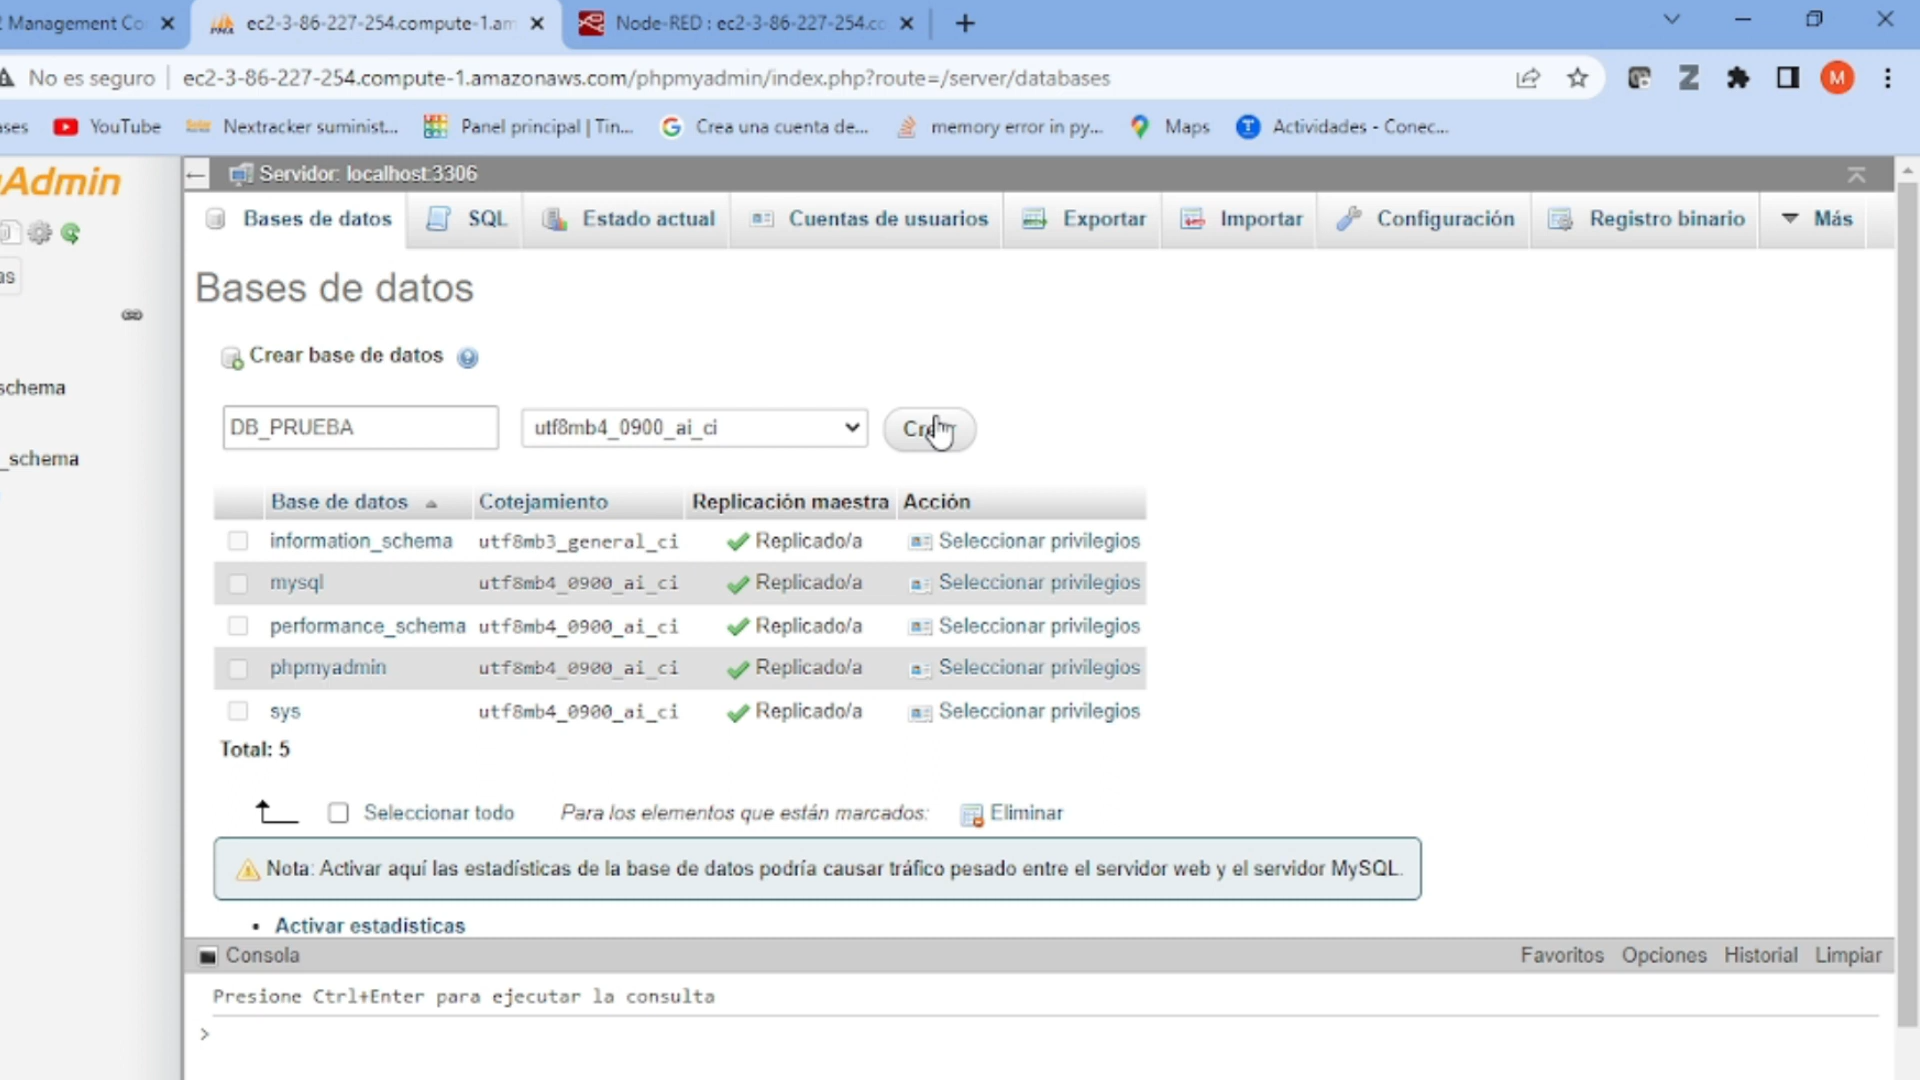 Management Co
ec2-3-86-227-254.compute-1.am
Node-RED : ec2-3-86-227-254.cc
No es seguro
ec2-3-86-227-254.compute-1.amazonaws.com/phpmyadmin/index.php?route=/server/databases
M
YouTube
Nextracker suminist...
Panel principal | Tin...
Crea una cuenta de...
memory error in py...
Maps
Actividades - Conec...
Admin
Servidor: localhost:3306
Bases de datos
SQL
Estado actual
Cuentas de usuarios
Exportar
Importar
Configuración
Registro binario
Más
as
schema
_schema
Bases de datos
Crear base de datos
DB_PRUEBA
utf8mb4_0900_ai_ci
Base de datos Cotejamiento Replicación maestra Acción
information_schema utf8mb3_general_ci Replicado/a Seleccionar privilegios
mysql utf8mb4_0900_ai_ci Replicado/a Seleccionar privilegios
performance_schema utf8mb4_0900_ai_ci Replicado/a Seleccionar privilegios
phpmyadmin utf8mb4_0900_ai_ci Replicado/a Seleccionar privilegios
sys utf8mb4_0900_ai_ci Replicado/a Seleccionar privilegios
Total: 5
Seleccionar todo Para los elementos que están marcados: Eliminar
Nota: Activar aquí las estadísticas de la base de datos podría causar tráfico pesado entre el servidor web y el servidor MySQL.
• Activar estadísticas
Consola
Favoritos Opciones Historial Limpiar
Presione Ctrl+Enter para ejecutar la consulta
>